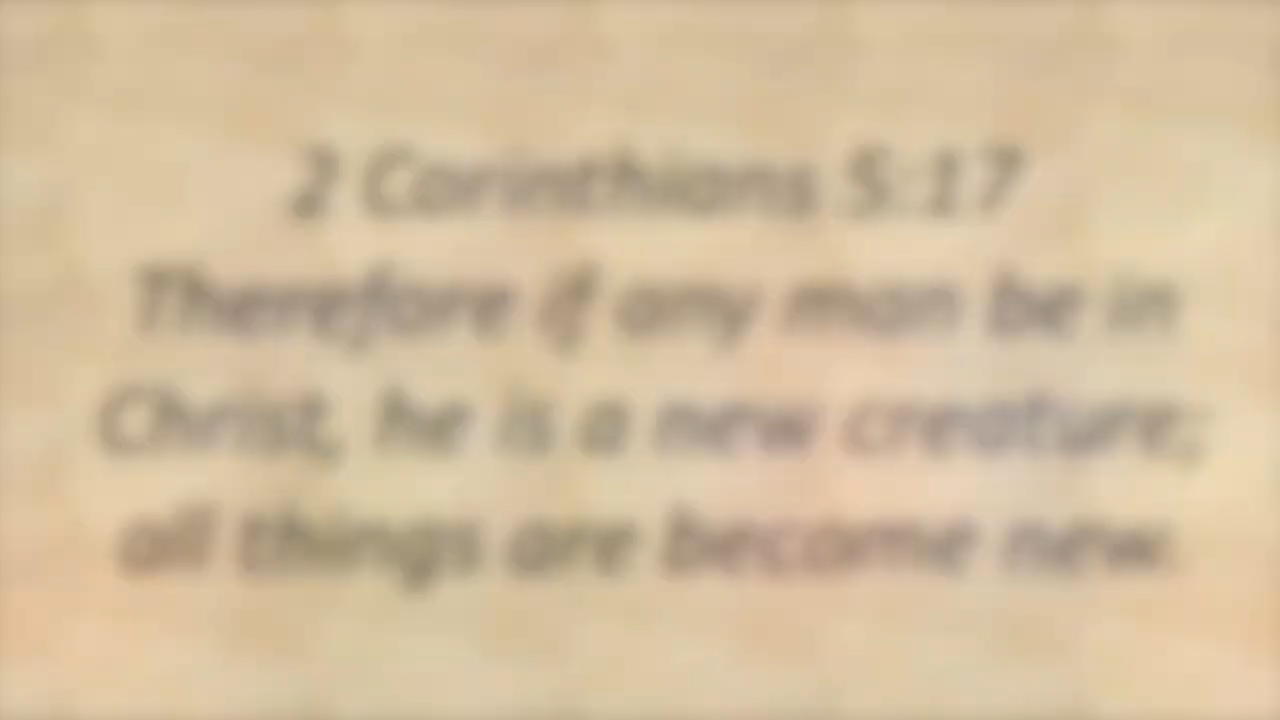 2 Corinthians 5:17
Therefore if any man be in
Christ, he is a new creature;
all things are become new.